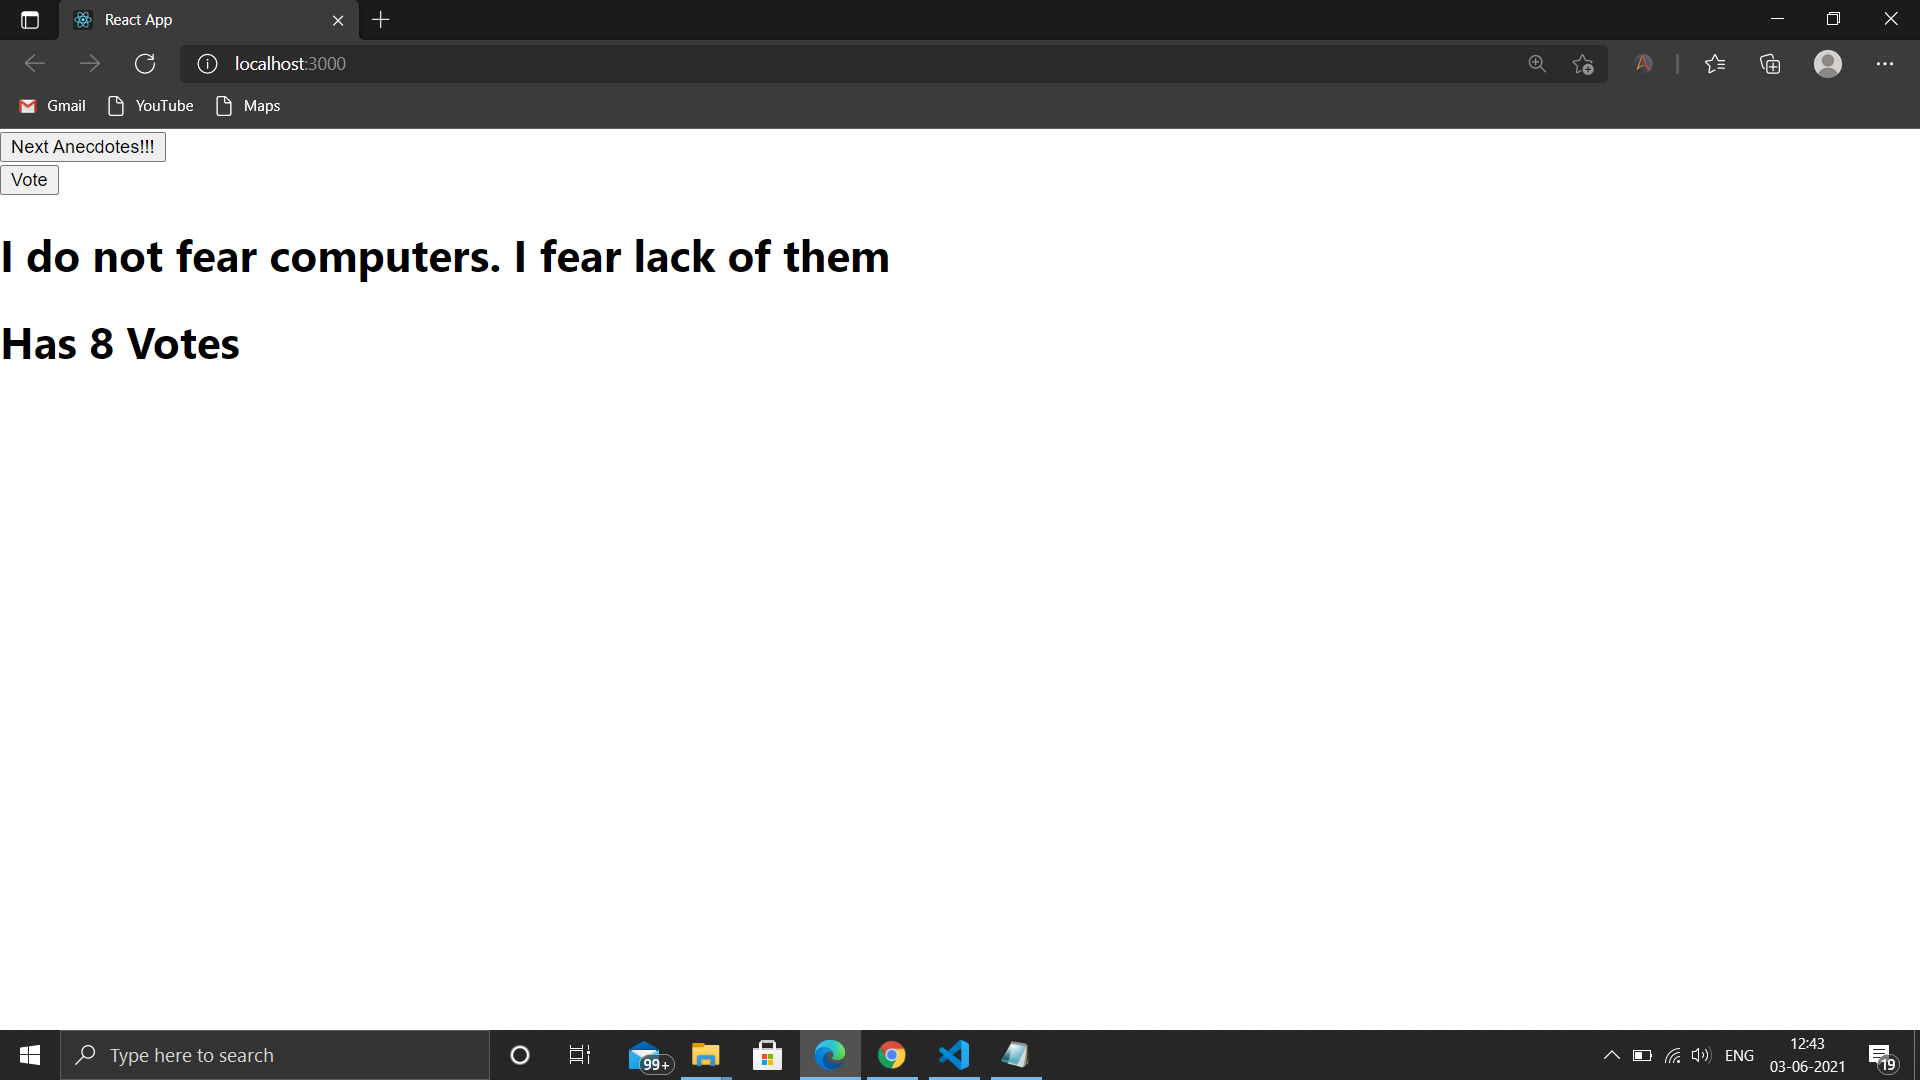 React App
localhost:3000
Gmail YouTube Maps
Next Anecdotes!!!
Vote
I do not fear computers. I fear lack of them
Has 8 Votes
Type here to search
99+
ENG
12:43
03-06-2021
19